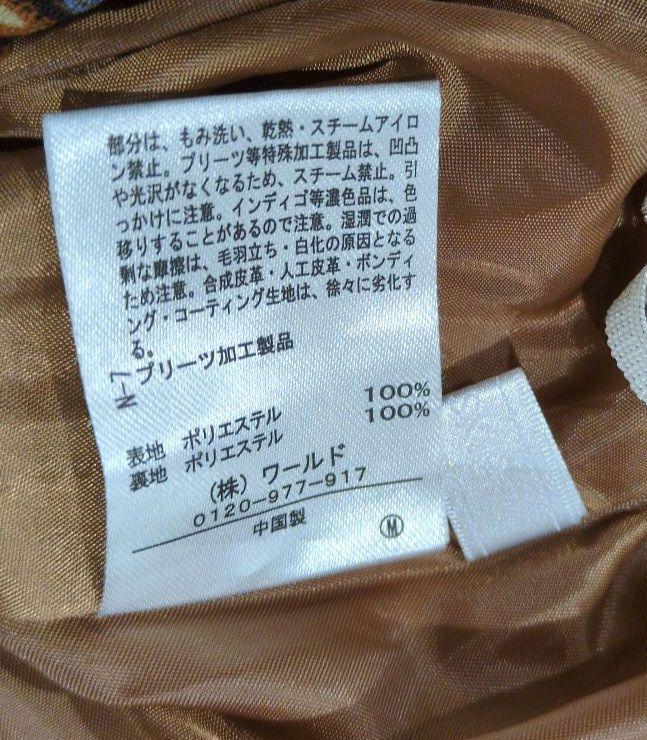 部分は、もみ洗い、乾熱・スチームアイロ
ン禁止。プリーツ等特殊加工製品は、凹凸
や光沢がなくなるため、スチーム禁止。引
っかけに注意。インディゴ等濃色品は、色
移りすることがあるので注意。湿潤での過
剰な摩擦は、毛羽立ち・白化の原因となる
ため注意。合成皮革・人工皮革・ボンディ
ング・コーティング生地は、徐々に劣化す
る。
N-7 プリーツ加工製品
表地 ポリエステル 100%
裏地 ポリエステル 100%
(株) ワールド
0120-977-917
中国製 Ⓜ